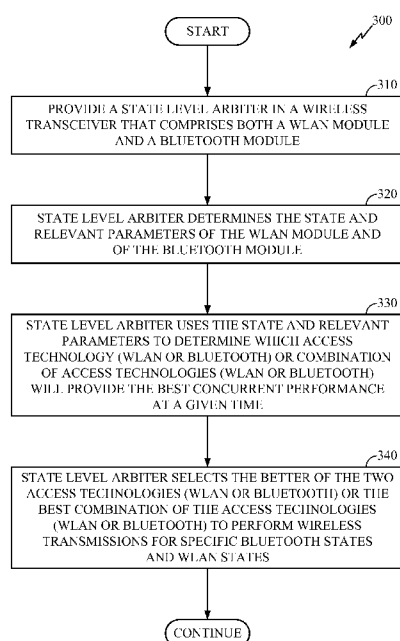 START
300
310
PROVIDE A STATE LEVEL ARBITER IN A WIRELESS
TRANSCEIVER THAT COMPRISES BOTH A WLAN MODULE
AND A BLUETOOTH MODULE
320
STATE LEVEL ARBITER DETERMINES THE STATE AND
RELEVANT PARAMETERS OF THE WLAN MODULE AND
OF THE BLUETOOTH MODULE
330
STATE LEVEL ARBITER USES THE STATE AND RELEVANT
PARAMETERS TO DETERMINE WHICH ACCESS
TECHNOLOGY (WLAN OR BLUETOOTH) OR COMBINATION
OF ACCESS TECHNOLOGIES (WLAN OR BLUETOOTH)
WILL PROVIDE THE BEST CONCURRENT PERFORMANCE
AT A GIVEN TIME
340
STATE LEVEL ARBITER SELECTS THE BETTER OF THE TWO
ACCESS TECHNOLOGIES (WLAN OR BLUETOOTH) OR THE
BEST COMBINATION OF THE ACCESS TECHNOLOGIES
(WLAN OR BLUETOOTH) TO PERFORM WIRELESS
TRANSMISSIONS FOR SPECIFIC BLUETOOTH STATES
AND WLAN STATES
CONTINUE